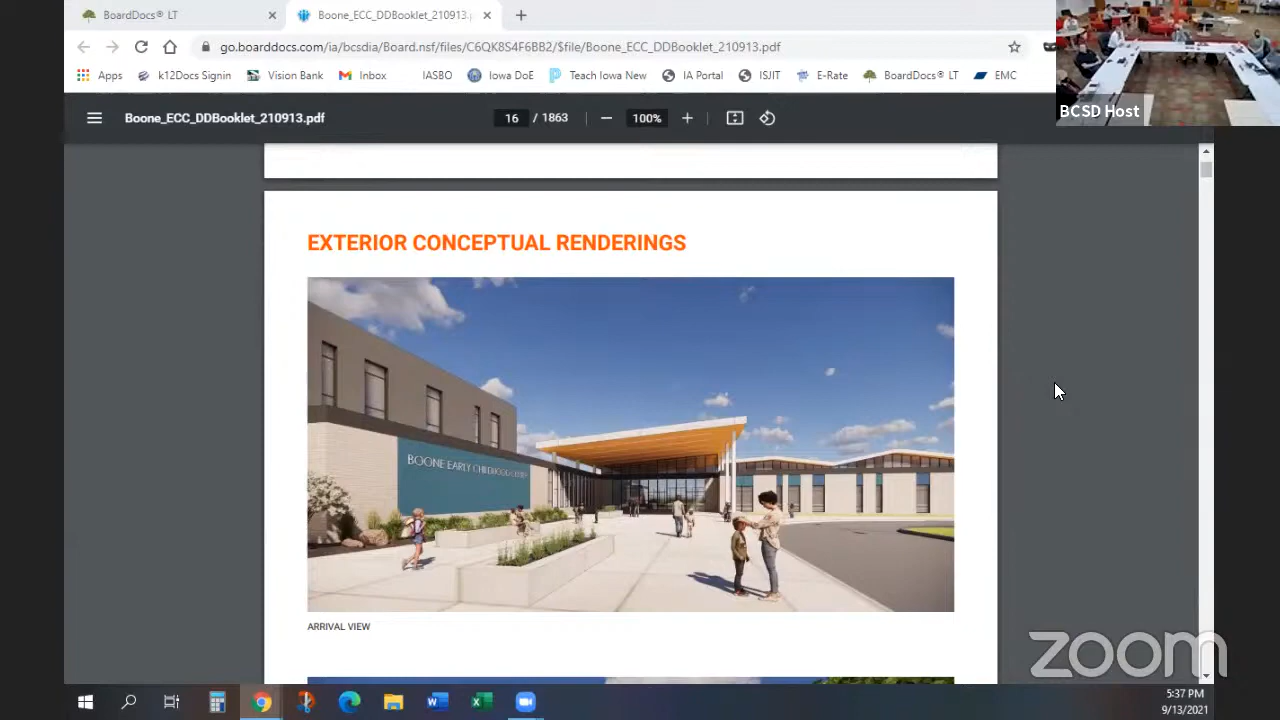 BoardDocs® LT
Boone_ECC_DDBooklet_210913.p
go.boarddocs.com/ia/bcsdia/Board.nsf/files/C6QK8S4F6BB2/$file/Boone_ECC_DDBooklet_210913.pdf
Apps k12Docs Signin Vision Bank Inbox IASBO Iowa DoE Teach Iowa New IA Portal ISJIT E-Rate BoardDocs® LT EMC
BCSD Host
Boone_ECC_DDBooklet_210913.pdf
16 / 1863
100%
EXTERIOR CONCEPTUAL RENDERINGS
BOONE EARLY CHILDHOOD CENTER
ARRIVAL VIEW
zoom
5:37 PM
9/13/2021